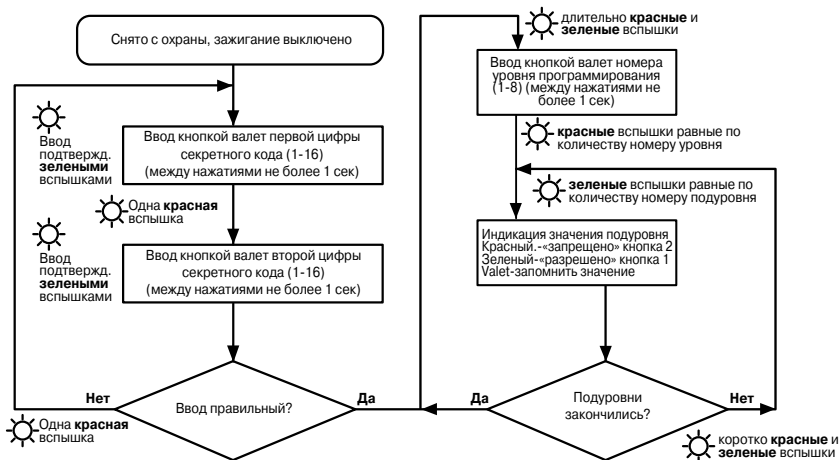 Снято с охраны, зажигание выключено
Ввод
подтвержд.
зелеными
вспышками
Ввод кнопкой валет первой цифры
секретного кода (1-16)
(между нажатиями не более 1 сек)
Одна красная
вспышка
Ввод
подтвержд.
зелеными
вспышками
Ввод кнопкой валет второй цифры
секретного кода (1-16)
(между нажатиями не более 1 сек)
Нет
Ввод правильный?
Да
Одна красная
вспышка
длительно красные и
зеленые вспышки
Ввод кнопкой валет номера
уровня программирования
(1-8) (между нажатиями не
более 1 сек)
красные вспышки равные по
количеству номеру уровня
зеленые вспышки равные по
количеству номеру подуровня
Индикация значения подуровня
Красный.-«запрещено» кнопка 2
Зеленый-«разрешено» кнопка 1
Valet-запомнить значение
Да
Подуровни
закончились?
Нет
коротко красные и
зеленые вспышки